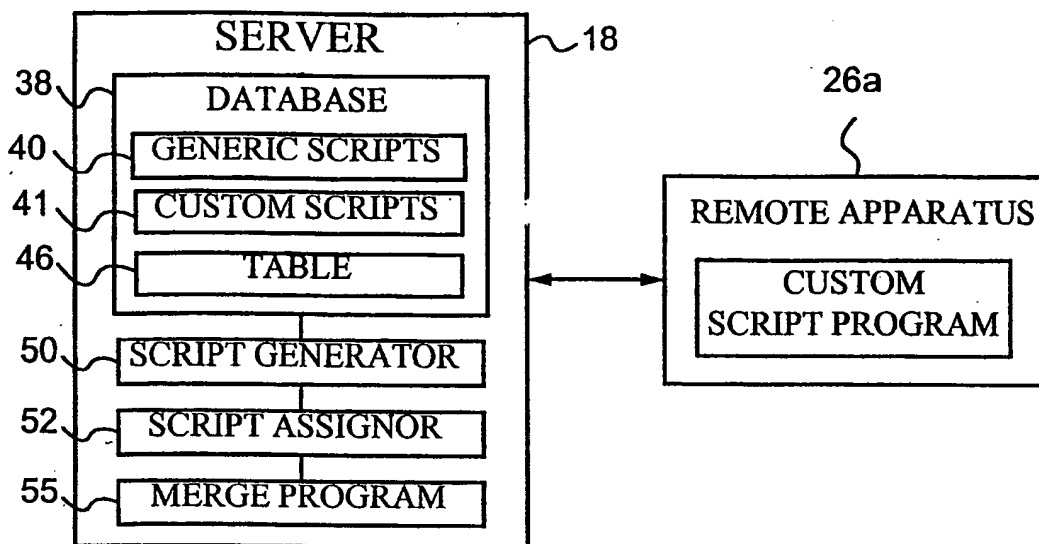 SERVER
18
38
DATABASE
40
GENERIC SCRIPTS
41
CUSTOM SCRIPTS
46
TABLE
50
SCRIPT GENERATOR
52
SCRIPT ASSIGNOR
55
MERGE PROGRAM
26a
REMOTE APPARATUS
CUSTOM
SCRIPT PROGRAM